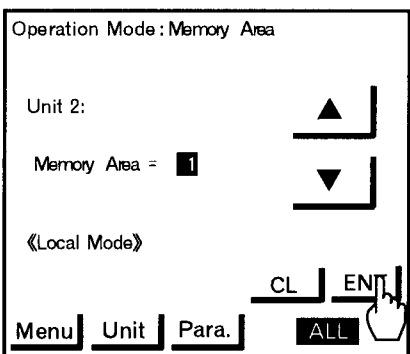 Operation Mode : Memory Area
Unit 2:
▲
Memory Area = 1
▼
《Local Mode》
CL ENT
Menu Unit Para. ALL